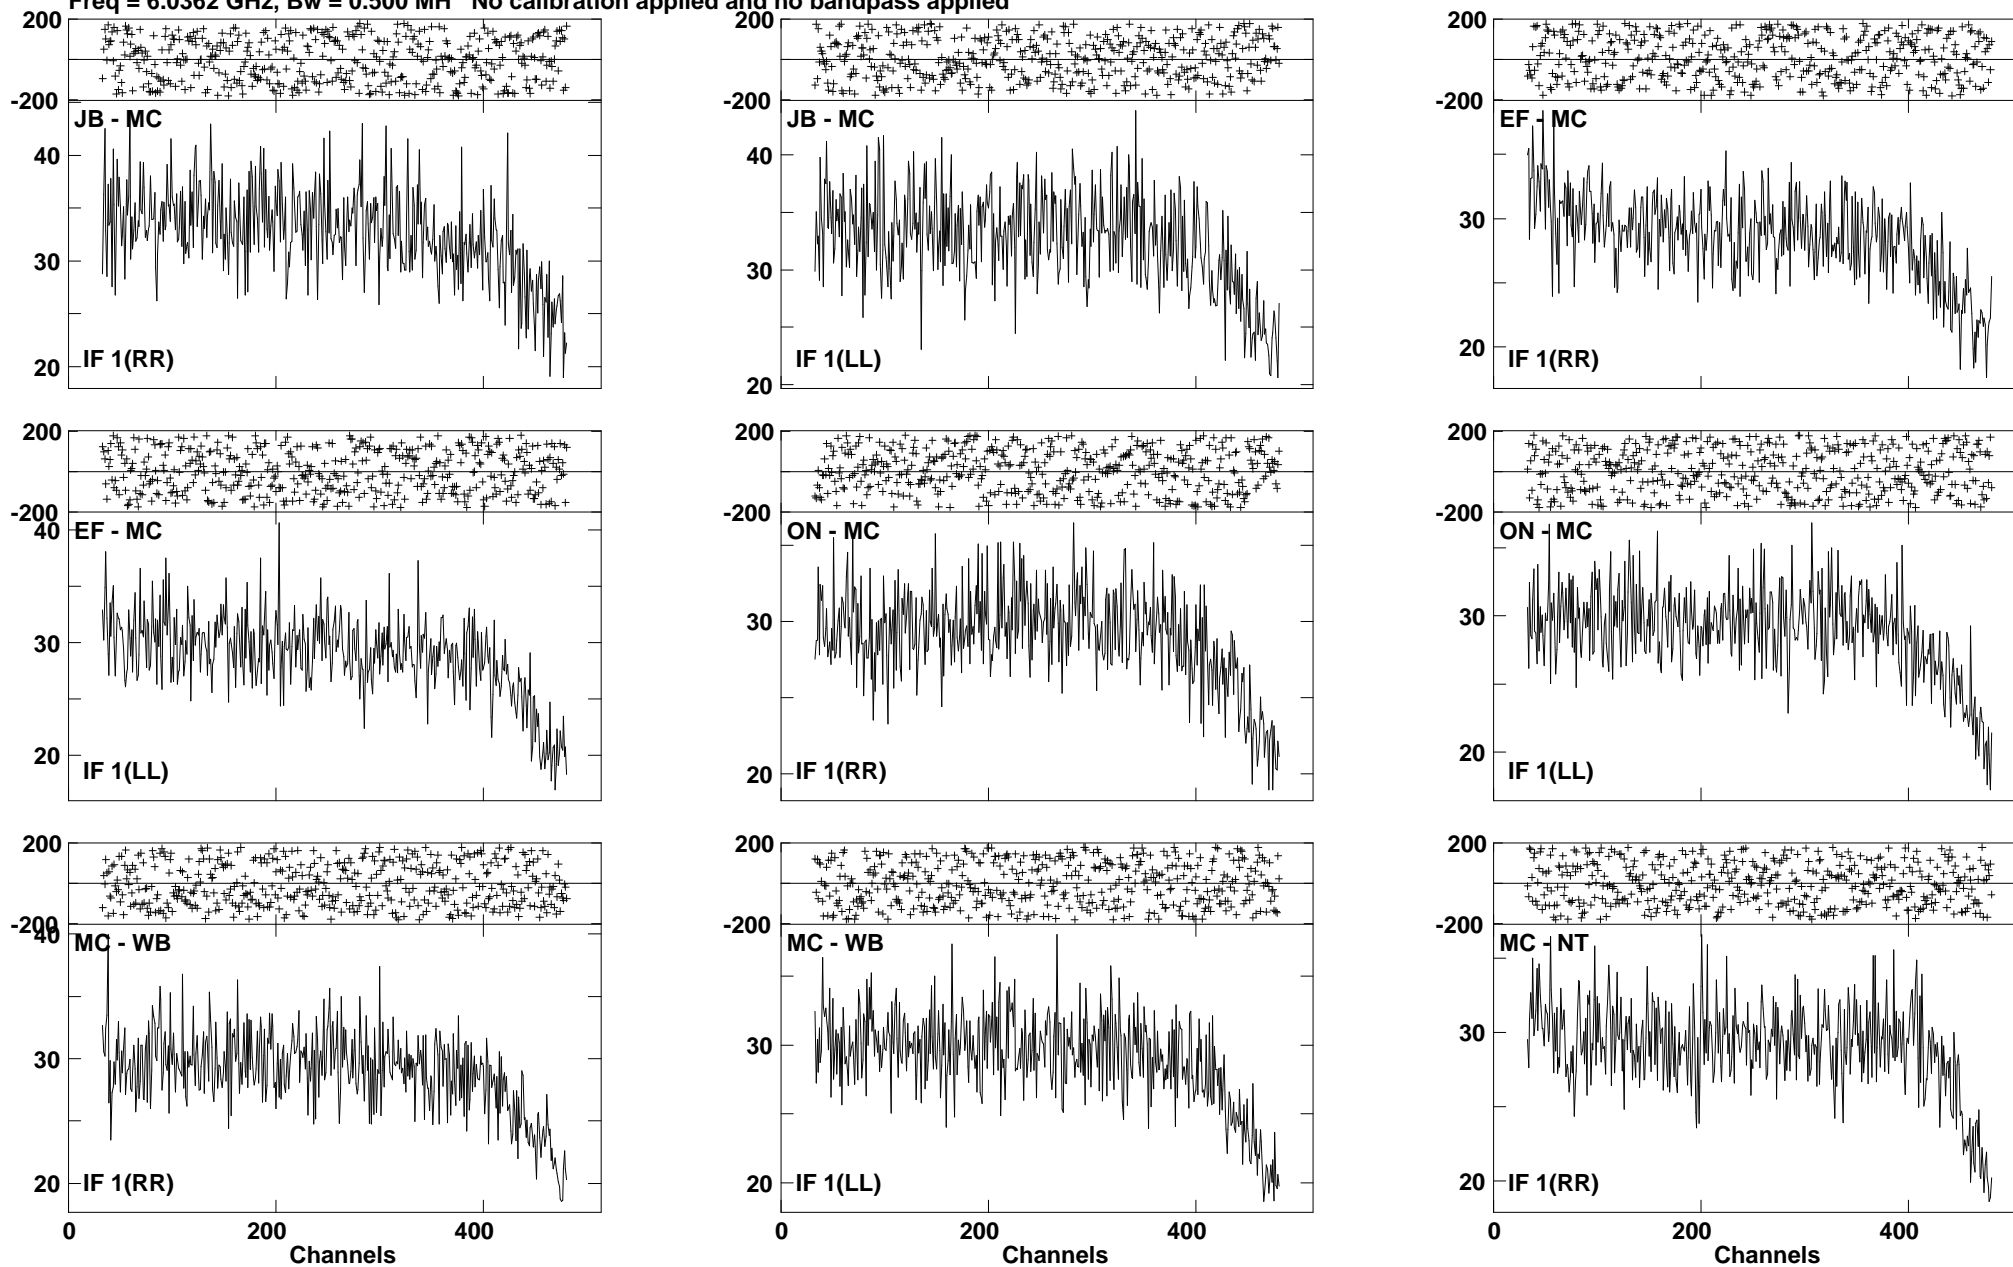 Freq = 6.0362 GHz, Bw = 0.500 MH No calibration applied and no bandpass applied
200
-200
JB - MC
40
30
20
IF 1(RR)
JB - MC
40
30
20
IF 1(LL)
200
-200
EF - MC
30
20
IF 1(RR)
200
-200
EF - MC
40
30
20
IF 1(LL)
200
-200
ON - MC
30
20
IF 1(RR)
200
-200
ON - MC
30
20
IF 1(LL)
200
-200
MC - WB
40
30
20
IF 1(RR)
0 200 400
Channels
200
-200
MC - WB
30
20
IF 1(LL)
0 200 400
Channels
200
-200
MC - NT
30
20
IF 1(RR)
0 200 400
Channels